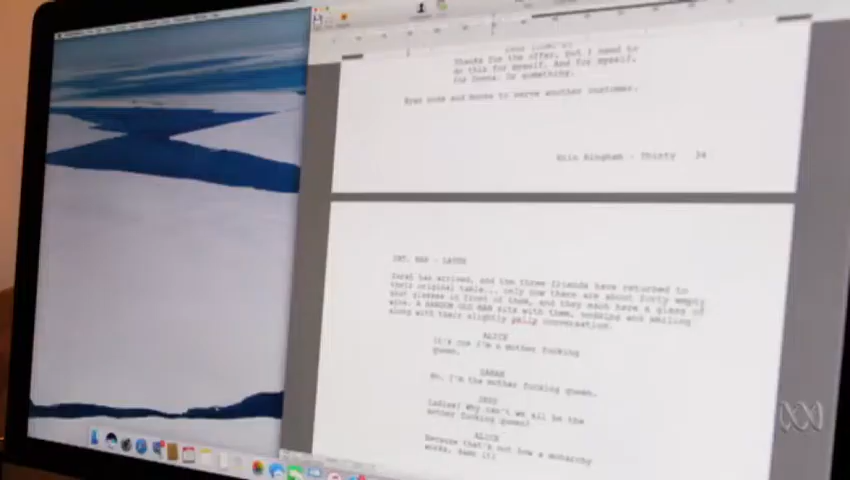 Thanks for the offer, but I need to
do this for myself. And for myself,
for Donna. Or something.
Ryan nods and moves to serve another customer.
Erin Bingham - Thirty 34
INT. BAR - LATER
Sarah has arrived, and the three friends have returned to
their original table... only now there are about forty empty
shot glasses in front of them, and they each have a glass of
wine. A RANDOM OLD MAN sits with them, nodding and smiling
along with their slightly yelly conversation.
ALICE
It's cos I'm a mother fucking
queen.
SARAH
No, I'm the mother fucking queen.
JESS
Ladies! Why can't we all be the
mother fucking queen?
ALICE
Because that's not how a monarchy
works, Sam! It!